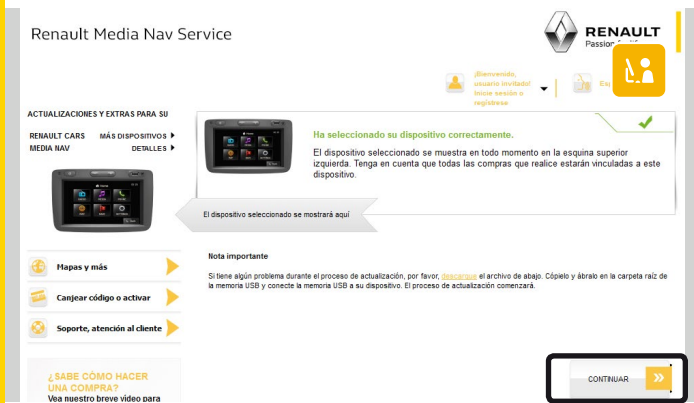 Renault Media Nav Service
RENAULT
¡Bienvenido,
usuario invitado!
Inicie sesión o
regístrese
ACTUALIZACIONES Y EXTRAS PARA SU
RENAULT CARS MÁS DISPOSITIVOS
MEDIA NAV DETALLES
Ha seleccionado su dispositivo correctamente.
El dispositivo seleccionado se muestra en todo momento en la esquina superior
izquierda. Tenga en cuenta que todas las compras que realice estarán vinculadas a este
dispositivo.
El dispositivo seleccionado se mostrará aquí
Mapas y más
Canjear código o activar
Soporte, atención al cliente
Nota importante
Si tiene algún problema durante el proceso de actualización, por favor, descargue el archivo de abajo. Cópielo y ábralo en la carpeta raíz de
la memoria USB y conecte la memoria USB a su dispositivo. El proceso de actualización comenzará.
CONTINUAR
¿SABE CÓMO HACER
UNA COMPRA?
Vea nuestro breve video para